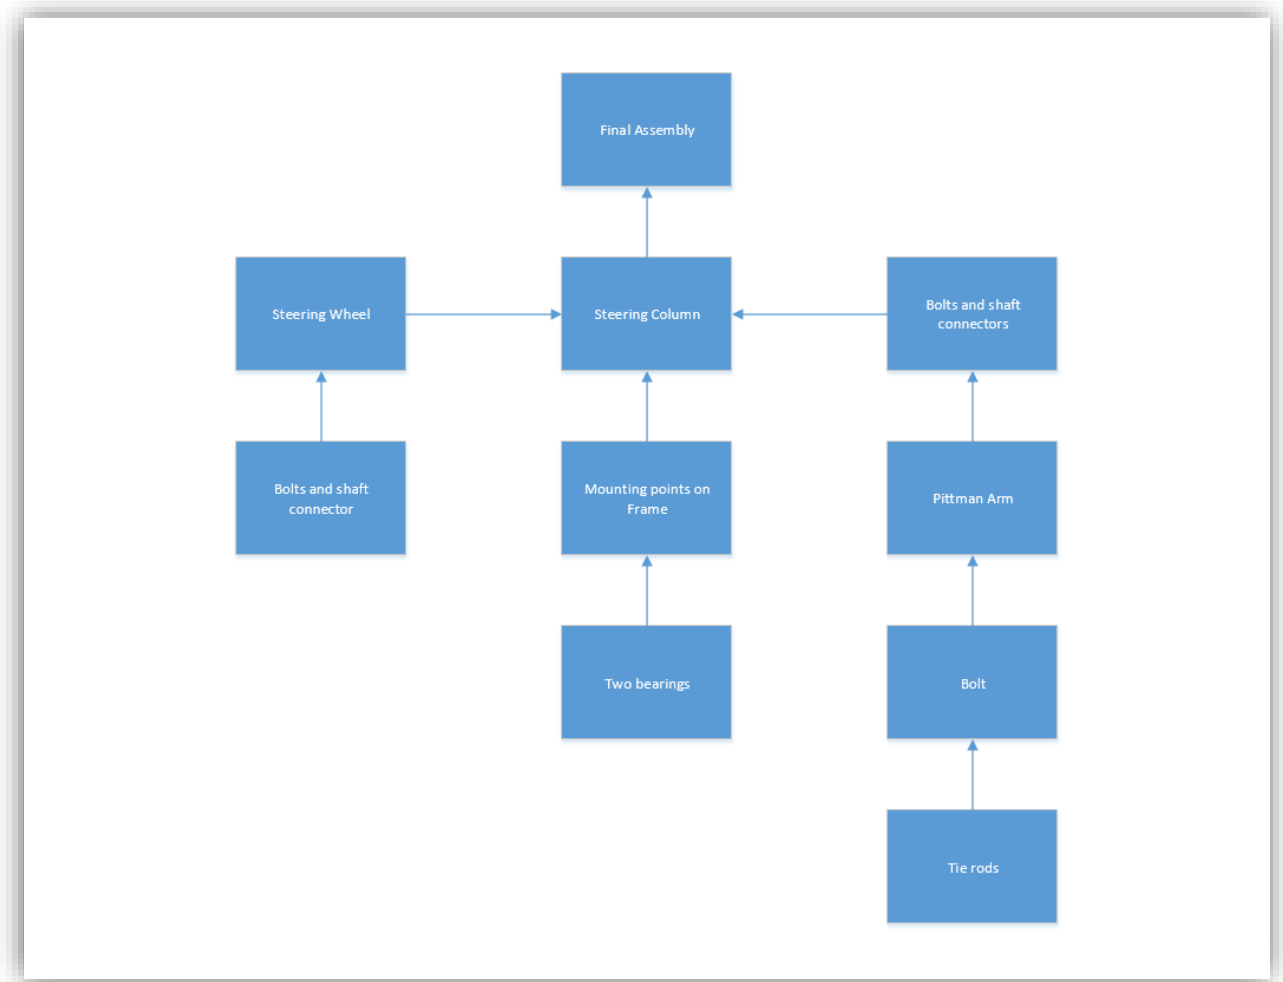 Final Assembly
Steering Wheel
Steering Column
Bolts and shaft
connectors
Bolts and shaft
connector
Mounting points on
Frame
Pittman Arm
Two bearings
Bolt
Tie rods